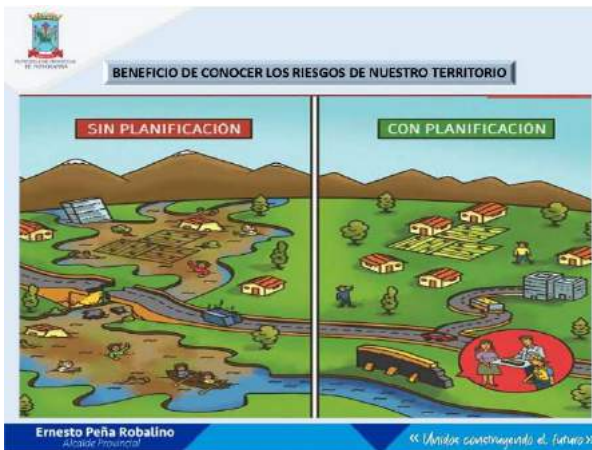 BENEFICIO DE CONOCER LOS RIESGOS DE NUESTRO TERRITORIO
SIN PLANIFICACIÓN
CON PLANIFICACIÓN
Ernesto Peña Robalino
Alcalde Provincial
<< Unidos construyendo el futuro >>